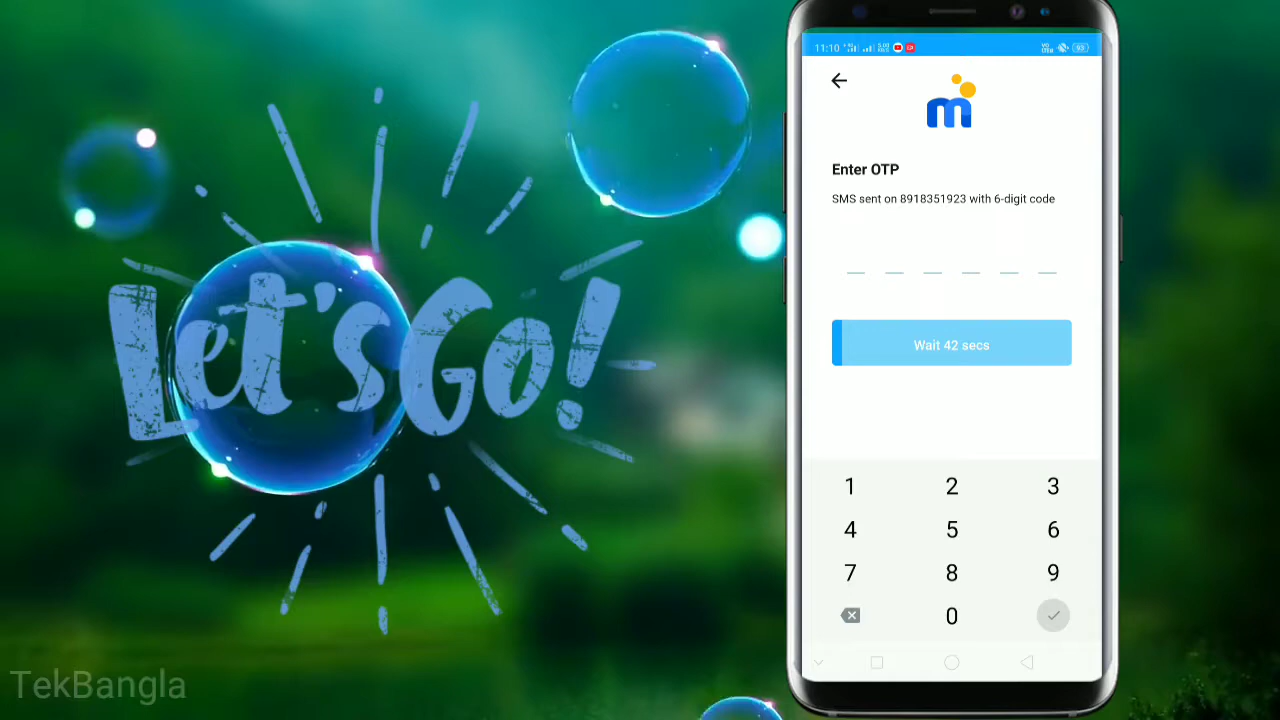 Let's Go!
TekBangla
11:10
93
m
Enter OTP
SMS sent on 8918351923 with 6-digit code
Wait 42 secs
1 2 3
4 5 6
7 8 9
0